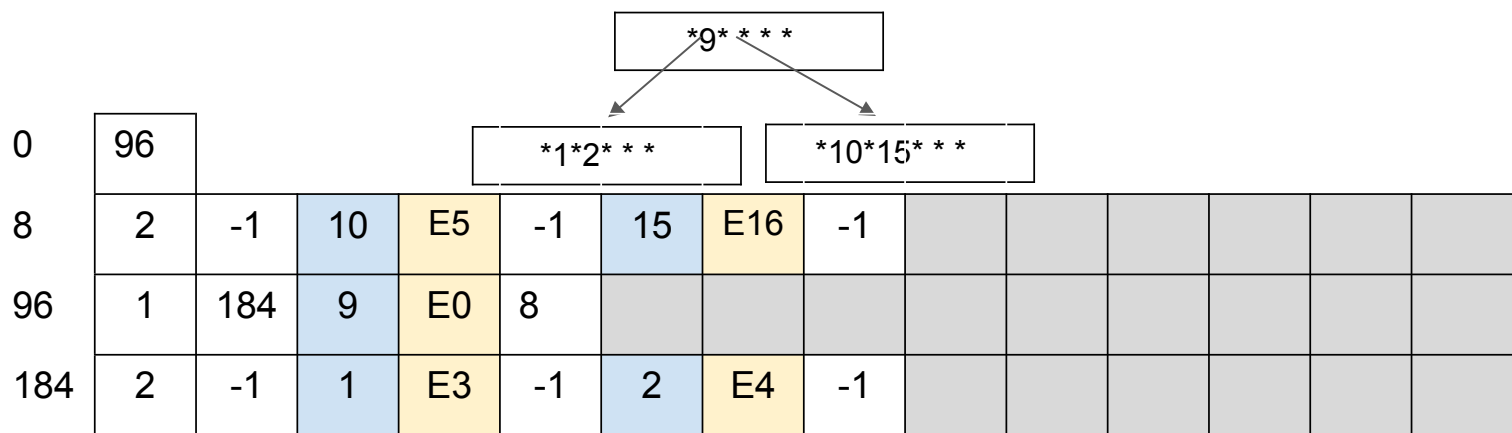 *9* * * *
0 96 *1*2* * * *10*15* * *
8 2 -1 10 E5 -1 15 E16 -1
96 1 184 9 E0 8
184 2 -1 1 E3 -1 2 E4 -1